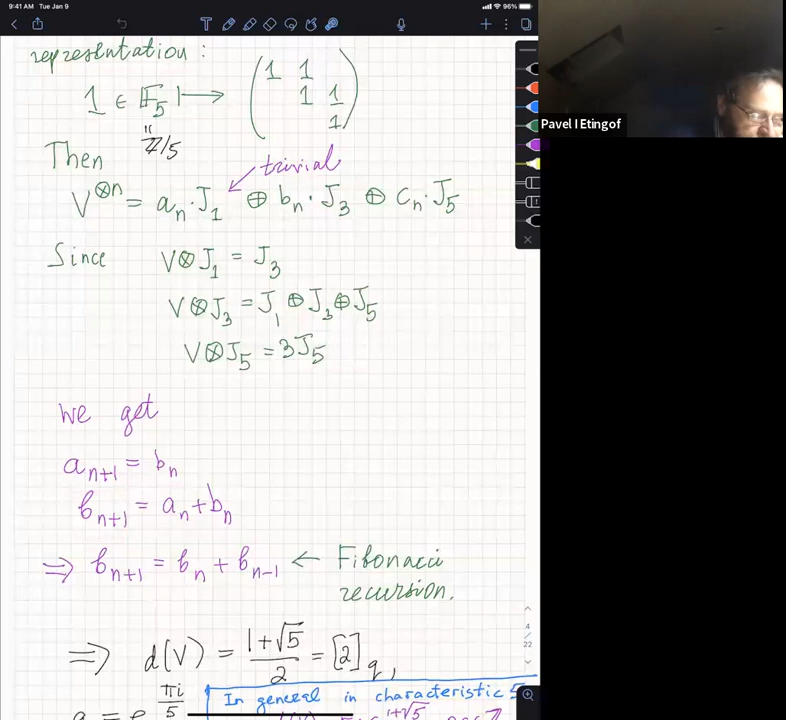 9:41 AM Tue Jan 9
96%
representation :
1 ∈ F₅ ⟼ ( 1 1
1 1
1 )
"
ℤ/5
Then
trivial
V^⊗n = aₙ·J₁ ⊕ bₙ·J₃ ⊕ cₙ·J₅
Since V⊗J₁ = J₃
V⊗J₃ = J₁ ⊕ J₃ ⊕ J₅
V⊗J₅ = 3J₅
we get
aₙ₊₁ = bₙ
bₙ₊₁ = aₙ + bₙ
⇒ bₙ₊₁ = bₙ + bₙ₋₁ ← Fibonacci
recursion.
⇒ d(V) = (1+√5)/2 = [2]_q,
In general in characteristic 5
Pavel I Etingof
4
/
22